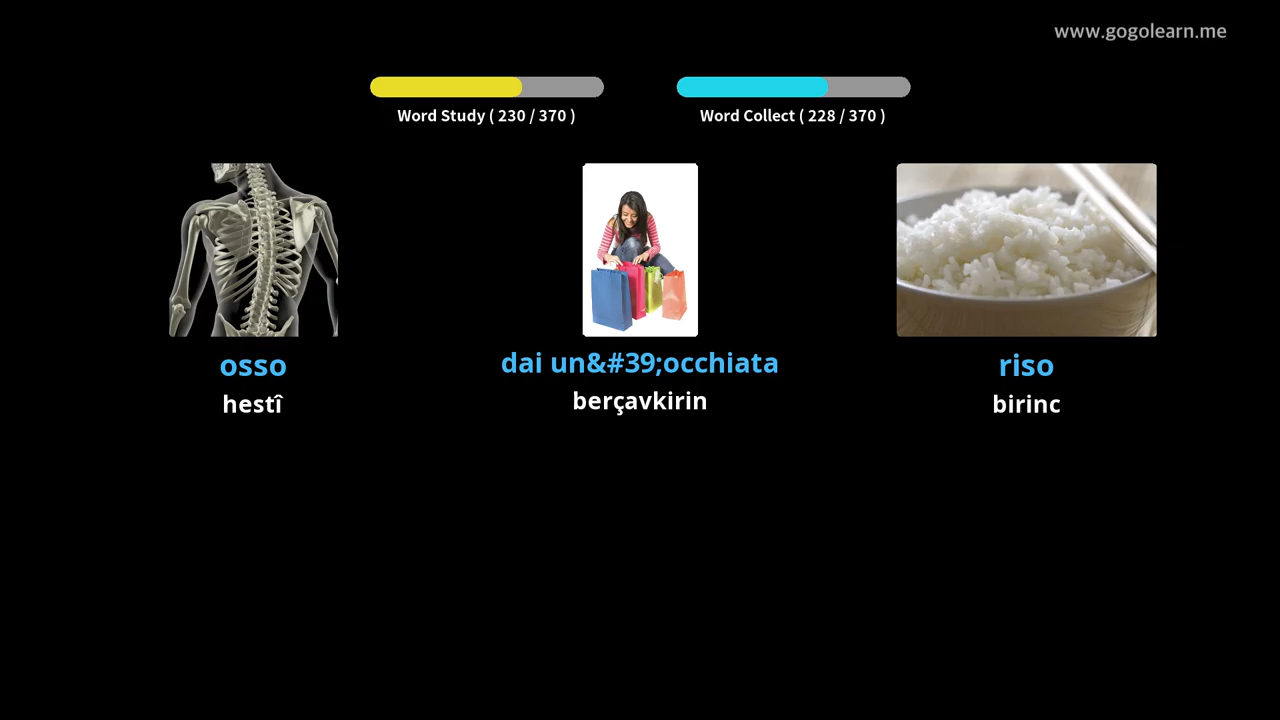 www.gogolearn.me
Word Study ( 230 / 370 )
Word Collect ( 228 / 370 )
osso
dai un&#39;occhiata
riso
hestî
berçavkirin
birinc